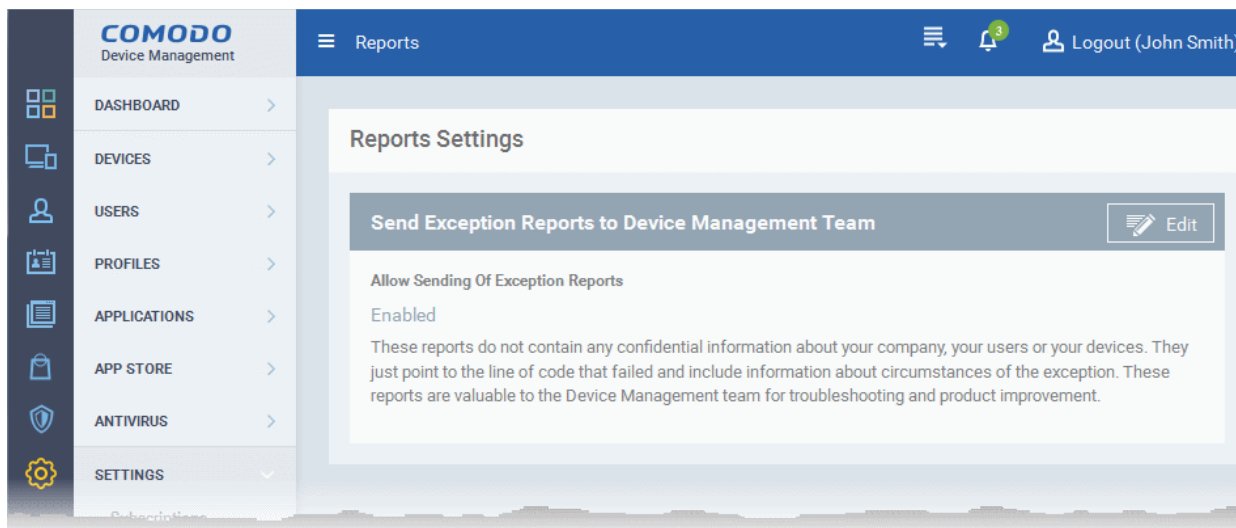 COMODO
Device Management
Reports
3
Logout (John Smith)
DASHBOARD
DEVICES
USERS
PROFILES
APPLICATIONS
APP STORE
ANTIVIRUS
SETTINGS
Subscriptions
Reports Settings
Send Exception Reports to Device Management Team
Edit
Allow Sending Of Exception Reports
Enabled
These reports do not contain any confidential information about your company, your users or your devices. They
just point to the line of code that failed and include information about circumstances of the exception. These
reports are valuable to the Device Management team for troubleshooting and product improvement.